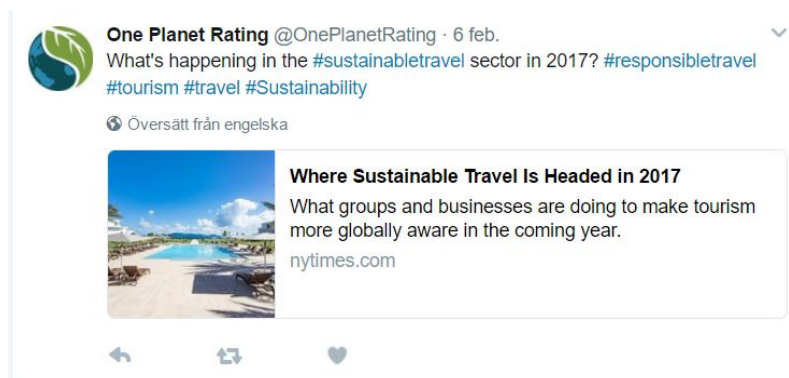 One Planet Rating @OnePlanetRating · 6 feb.
What's happening in the #sustainabletravel sector in 2017? #responsibletravel
#tourism #travel #Sustainability
Översätt från engelska
Where Sustainable Travel Is Headed in 2017
What groups and businesses are doing to make tourism
more globally aware in the coming year.
nytimes.com